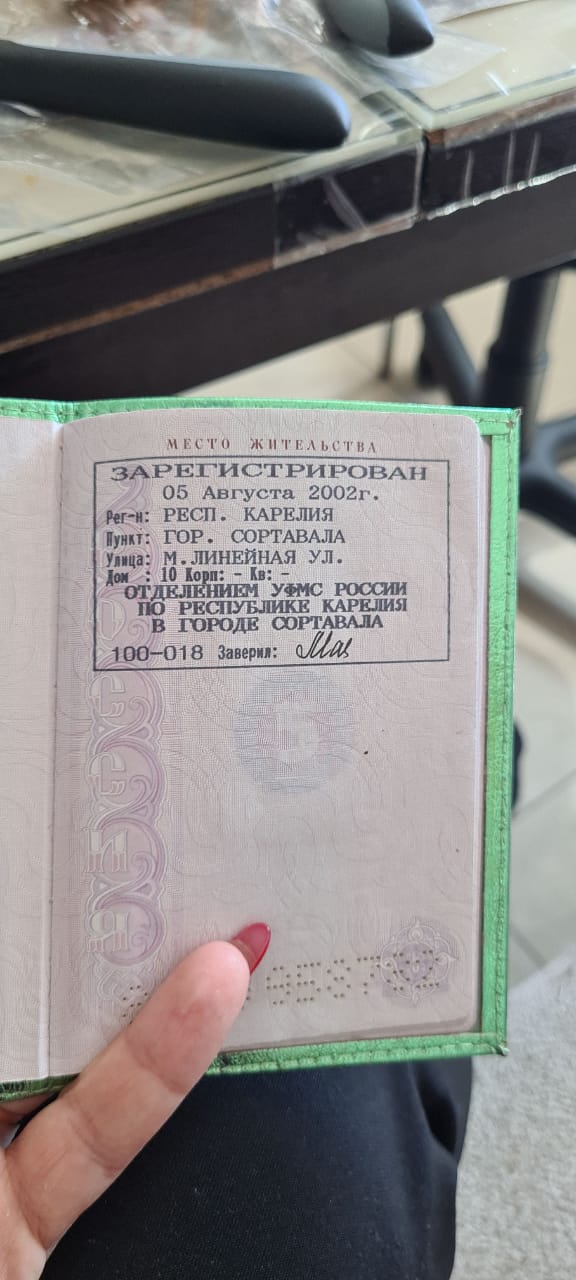 МЕСТО ЖИТЕЛЬСТВА
ЗАРЕГИСТРИРОВАН
05 Августа 2002г.
Рег-н: РЕСП. КАРЕЛИЯ
Пункт: ГОР. СОРТАВАЛА
Улица: М.ЛИНЕЙНАЯ УЛ.
Дом : 10 Корп: - Кв: -
ОТДЕЛЕНИЕМ УФМС РОССИИ
ПО РЕСПУБЛИКЕ КАРЕЛИЯ
В ГОРОДЕ СОРТАВАЛА
100-018 Заверил: